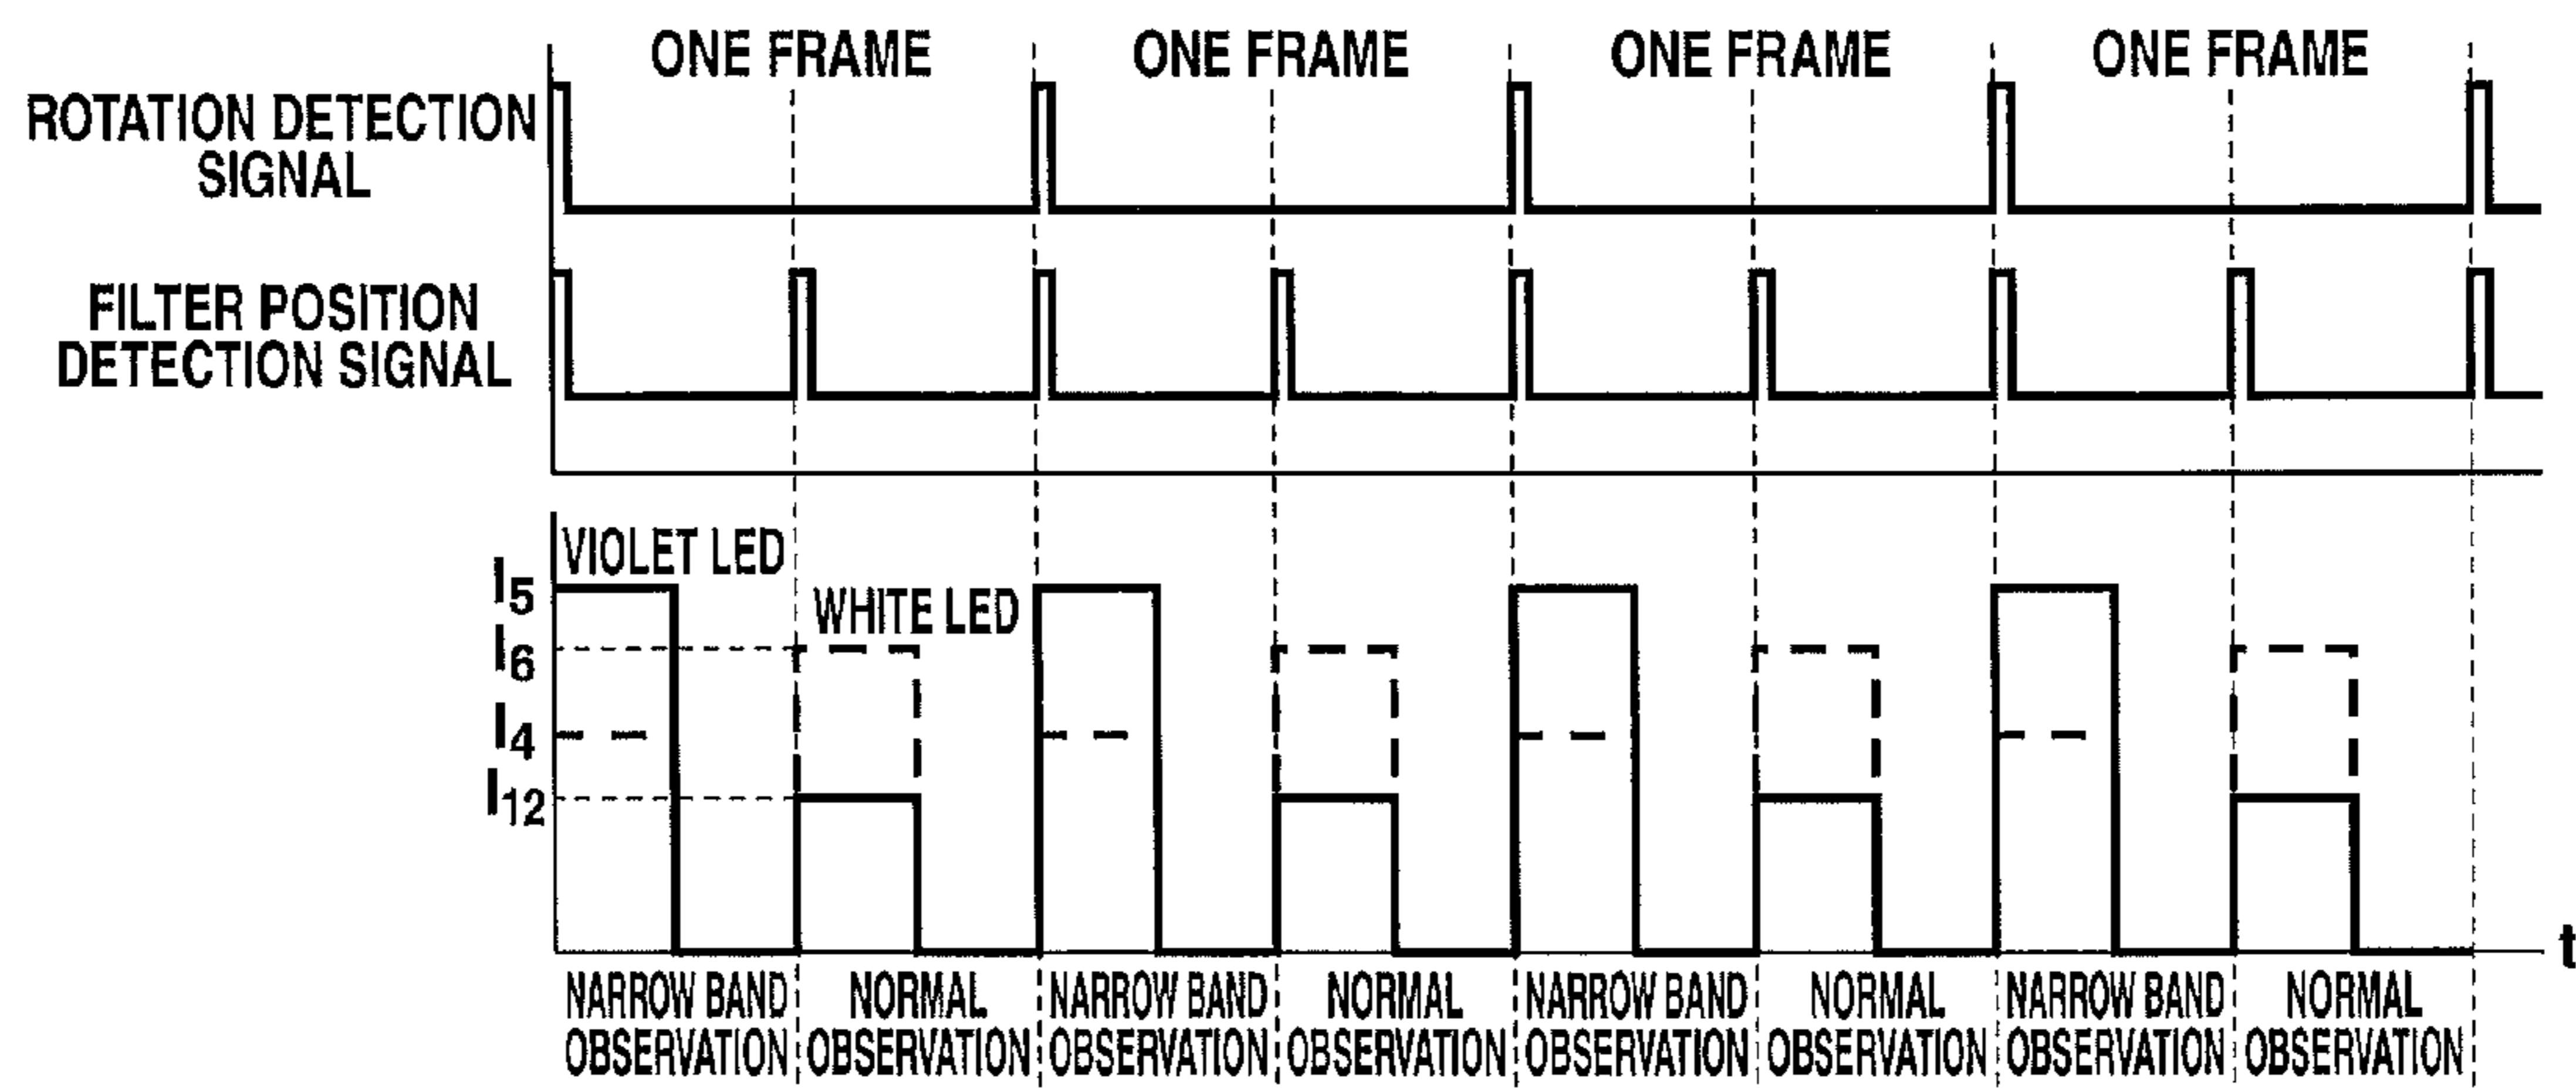 ONE FRAME ONE FRAME ONE FRAME ONE FRAME
ROTATION DETECTION
SIGNAL
FILTER POSITION
DETECTION SIGNAL
VIOLET LED
I5
WHITE LED
I6
I4
I12
t
NARROW BAND NORMAL NARROW BAND NORMAL NARROW BAND NORMAL NARROW BAND NORMAL
OBSERVATION OBSERVATION OBSERVATION OBSERVATION OBSERVATION OBSERVATION OBSERVATION OBSERVATION